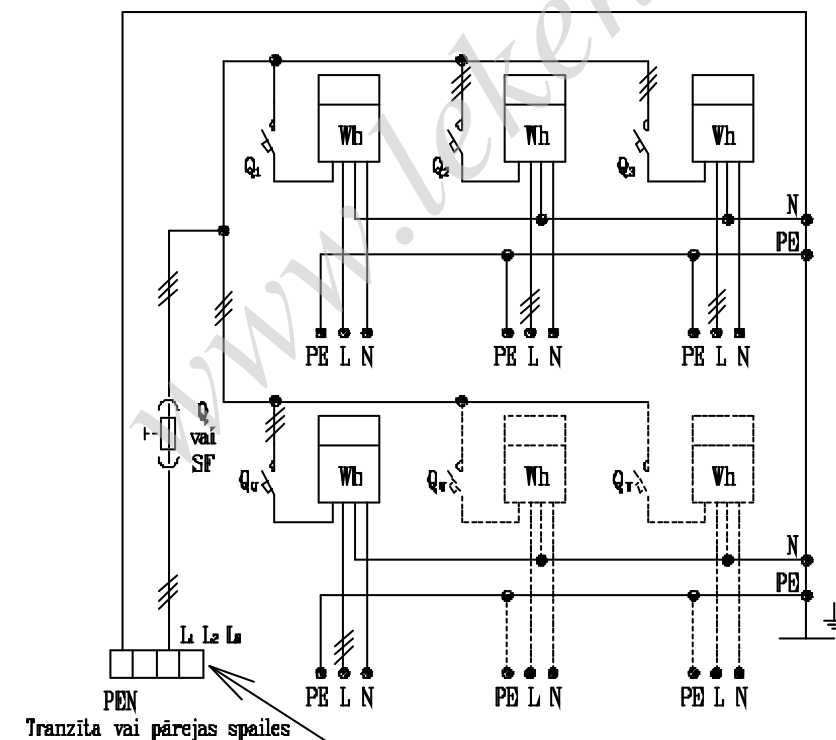 Wh Wh Wh
Q1 Q2 Q3
N
PE
PE L N PE L N PE L N
Q
vai
SF
Wh Wh Wh
N
PE
L1 L2 L3
PE L N PE L N PE L N
PEN
Tranzīta vai pārejas spailes